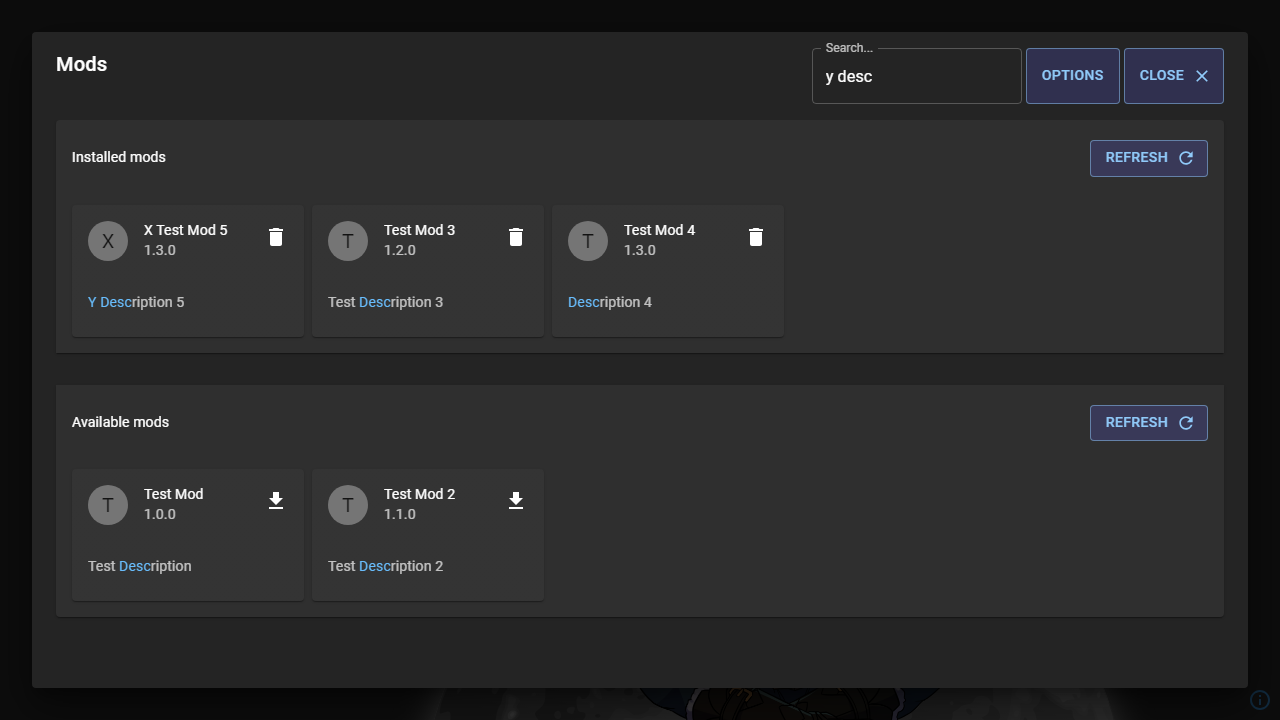 Mods
Search...
y desc
OPTIONS
CLOSE
Installed mods
REFRESH
X
X Test Mod 5
1.3.0
Y Description 5
T
Test Mod 3
1.2.0
Test Description 3
T
Test Mod 4
1.3.0
Description 4
Available mods
REFRESH
T
Test Mod
1.0.0
Test Description
T
Test Mod 2
1.1.0
Test Description 2